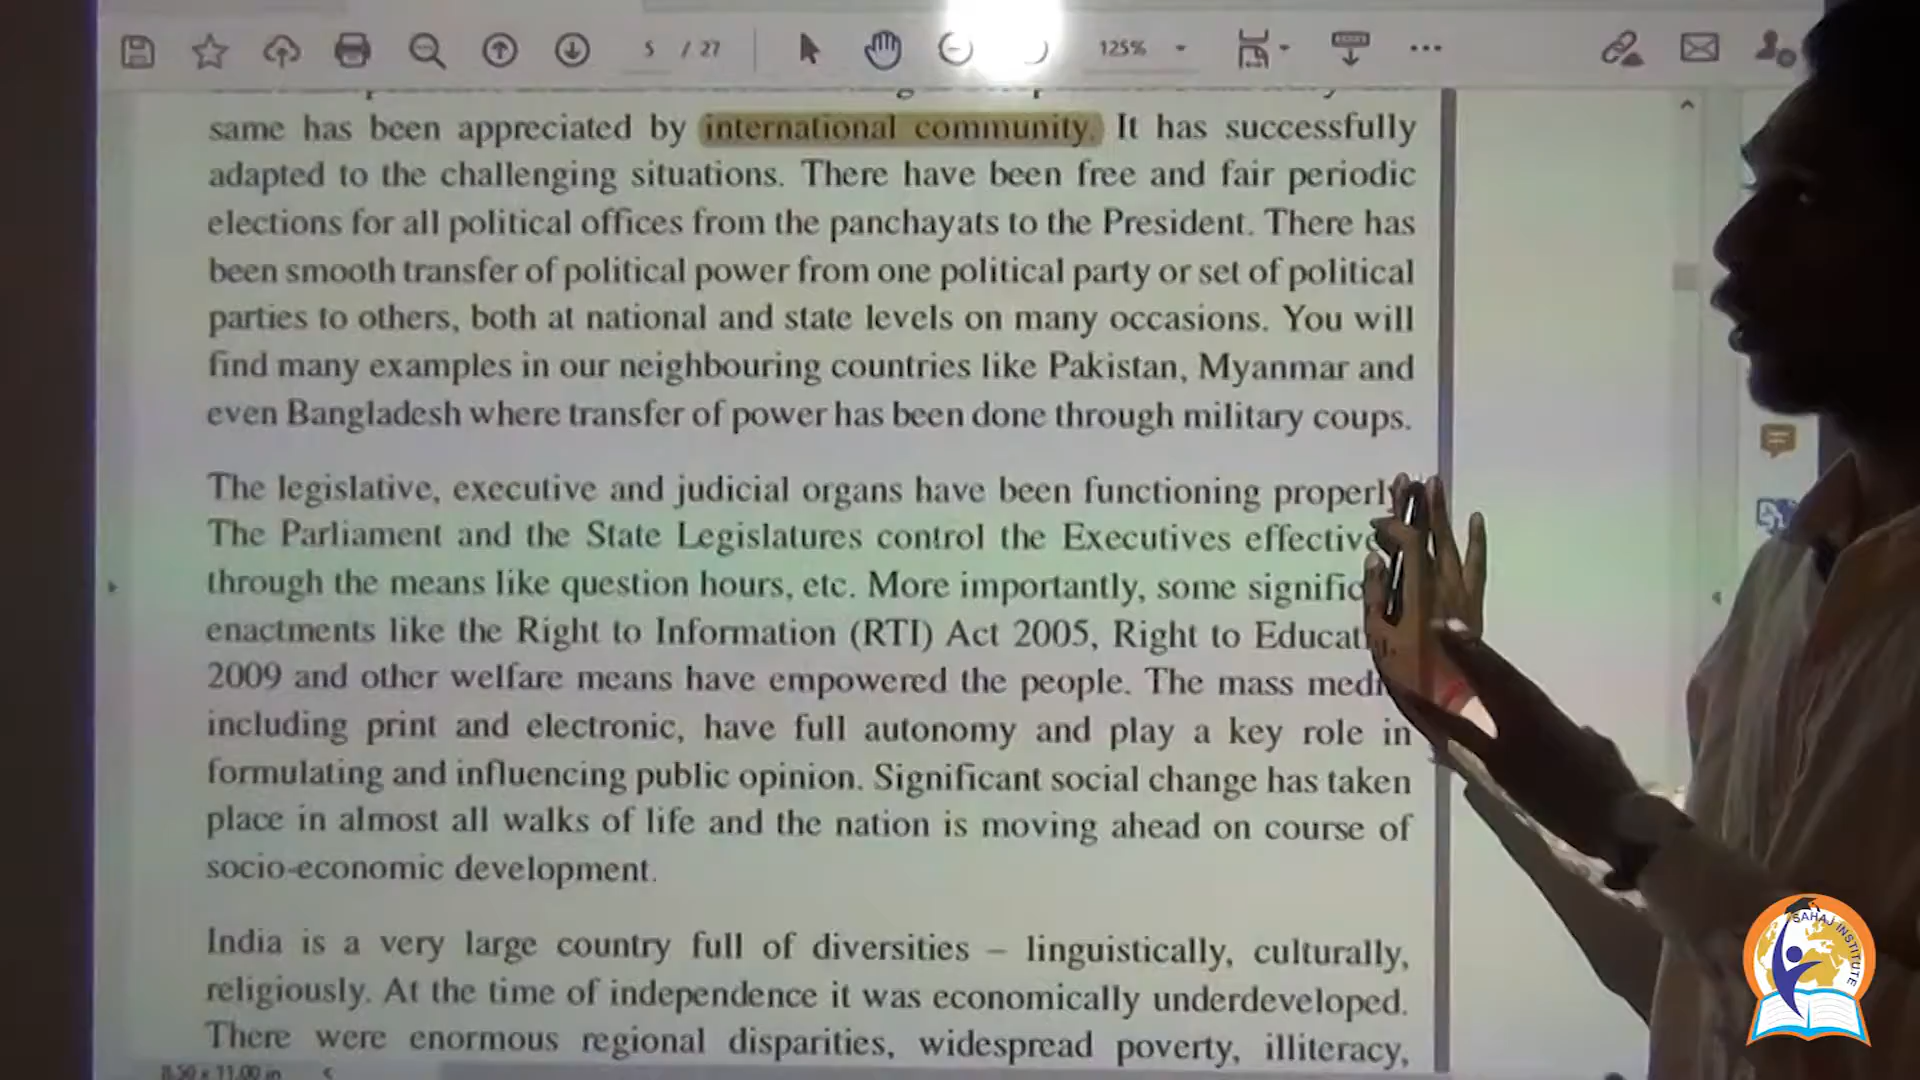 5 / 27
125%
same has been appreciated by international community. It has successfully
adapted to the challenging situations. There have been free and fair periodic
elections for all political offices from the panchayats to the President. There has
been smooth transfer of political power from one political party or set of political
parties to others, both at national and state levels on many occasions. You will
find many examples in our neighbouring countries like Pakistan, Myanmar and
even Bangladesh where transfer of power has been done through military coups.
The legislative, executive and judicial organs have been functioning properly
The Parliament and the State Legislatures control the Executives
through the means like question hours, etc. More importantly, some
enactments like the Right to Information (RTI) Act 2005, Right to
2009 and other welfare means have empowered the people. The mass
including print and electronic, have full autonomy and play a key role in
formulating and influencing public opinion. Significant social change has taken
place in almost all walks of life and the nation is moving ahead on course of
socio-economic development.
India is a very large country full of diversities – linguistically, culturally,
religiously. At the time of independence it was economically underdeveloped.
There were enormous regional disparities, widespread poverty, illiteracy,
8.50 x 11.00 in
SAHAJ INSTITUTE